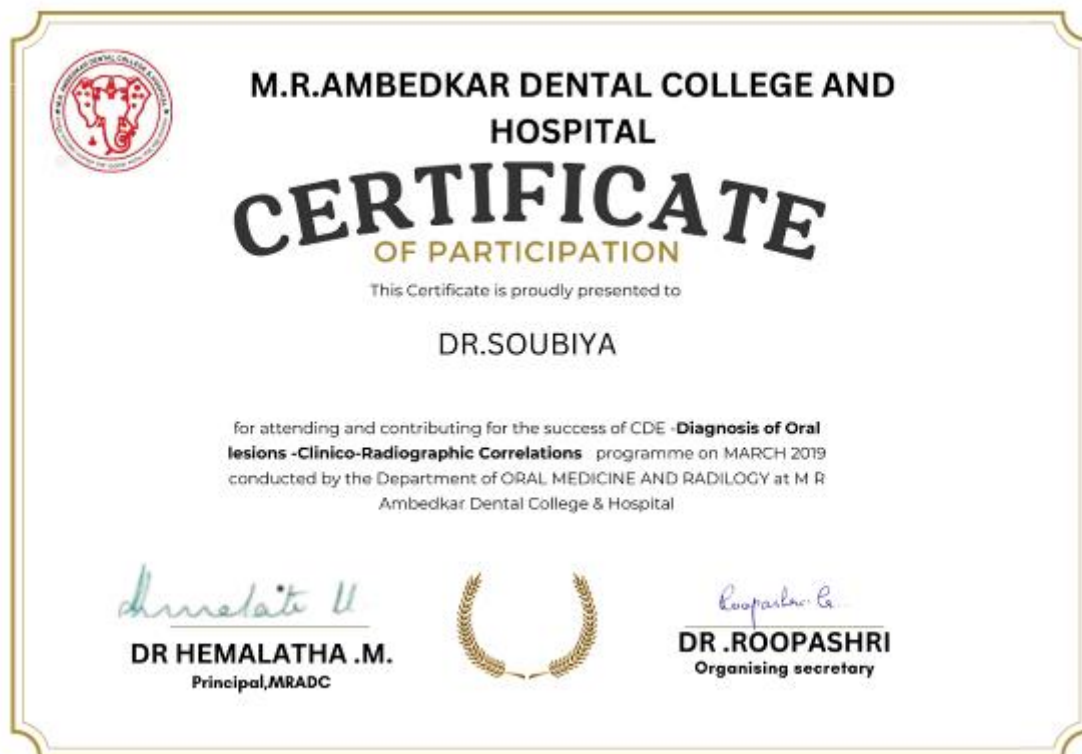 M.R.AMBEDKAR DENTAL COLLEGE AND
HOSPITAL
CERTIFICATE
OF PARTICIPATION
This Certificate is proudly presented to
DR.SOUBIYA
for attending and contributing for the success of CDE -Diagnosis of Oral
lesions -Clinico-Radiographic Correlations programme on MARCH 2019
conducted by the Department of ORAL MEDICINE AND RADILOGY at M R
Ambedkar Dental College & Hospital
DR HEMALATHA .M.
Principal,MRADC
DR .ROOPASHRI
Organising secretary